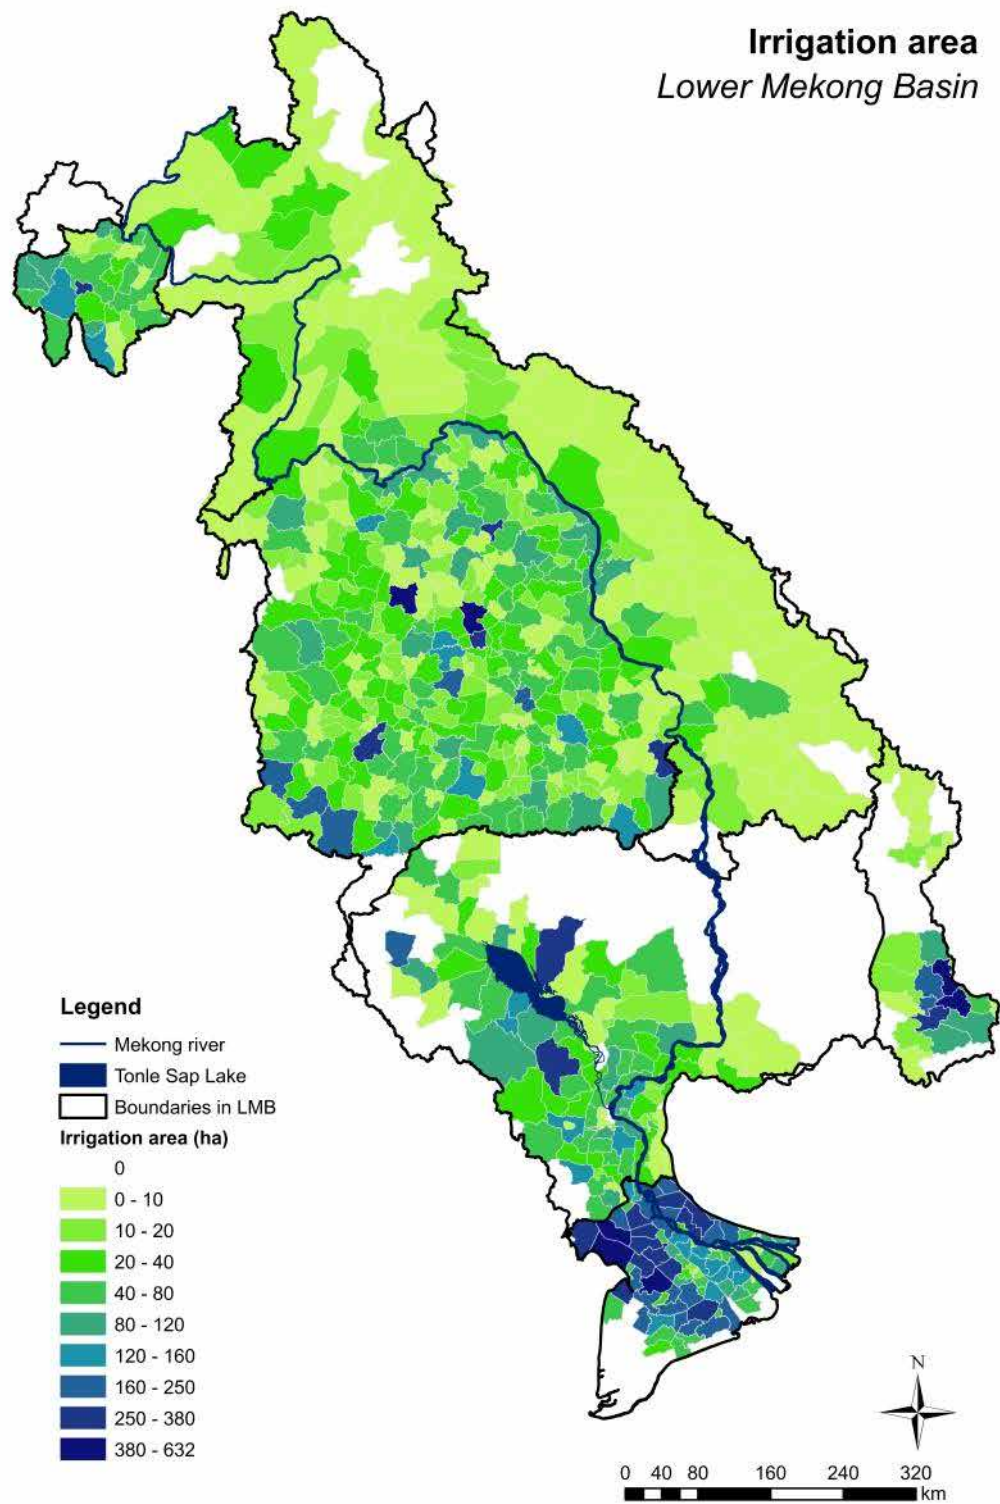 Irrigation area
Lower Mekong Basin
Legend
Mekong river
Tonle Sap Lake
Boundaries in LMB
Irrigation area (ha)
0
0 - 10
10 - 20
20 - 40
40 - 80
80 - 120
120 - 160
160 - 250
250 - 380
380 - 632
N
0 40 80 160 240 320
km